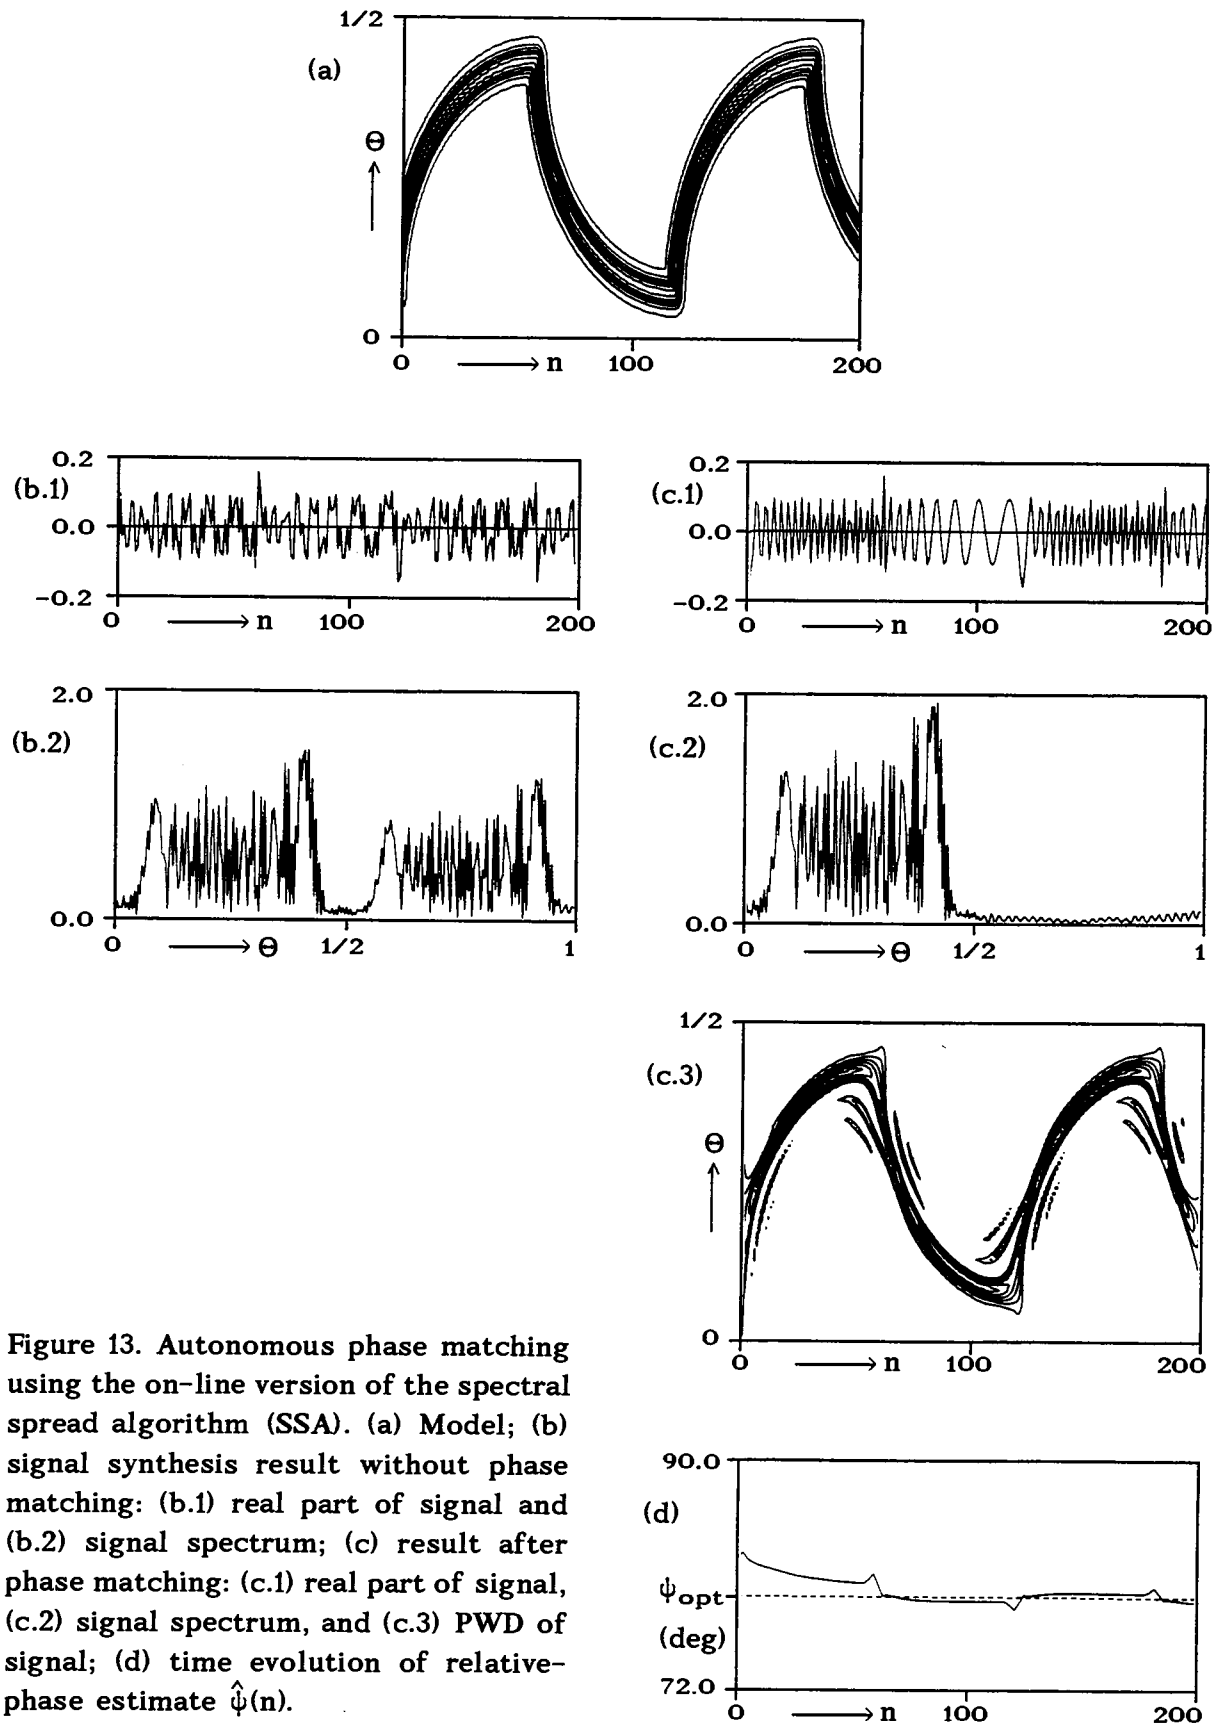 1/2
(a)
Θ
0
0
n
100
200
0.2
(b.1)
0.0
-0.2
0
n
100
200
0.2
(c.1)
0.0
-0.2
0
n
100
200
2.0
(b.2)
0.0
0
Θ
1/2
1
2.0
(c.2)
0.0
0
Θ
1/2
1
1/2
(c.3)
Θ
0
0
n
100
200
Figure 13. Autonomous phase matching
using the on-line version of the spectral
spread algorithm (SSA). (a) Model; (b)
signal synthesis result without phase
matching: (b.1) real part of signal and
(b.2) signal spectrum; (c) result after
phase matching: (c.1) real part of signal,
(c.2) signal spectrum, and (c.3) PWD of
signal; (d) time evolution of relative-
phase estimate ψ̂(n).
90.0
(d)
ψopt
(deg)
72.0
0
n
100
200